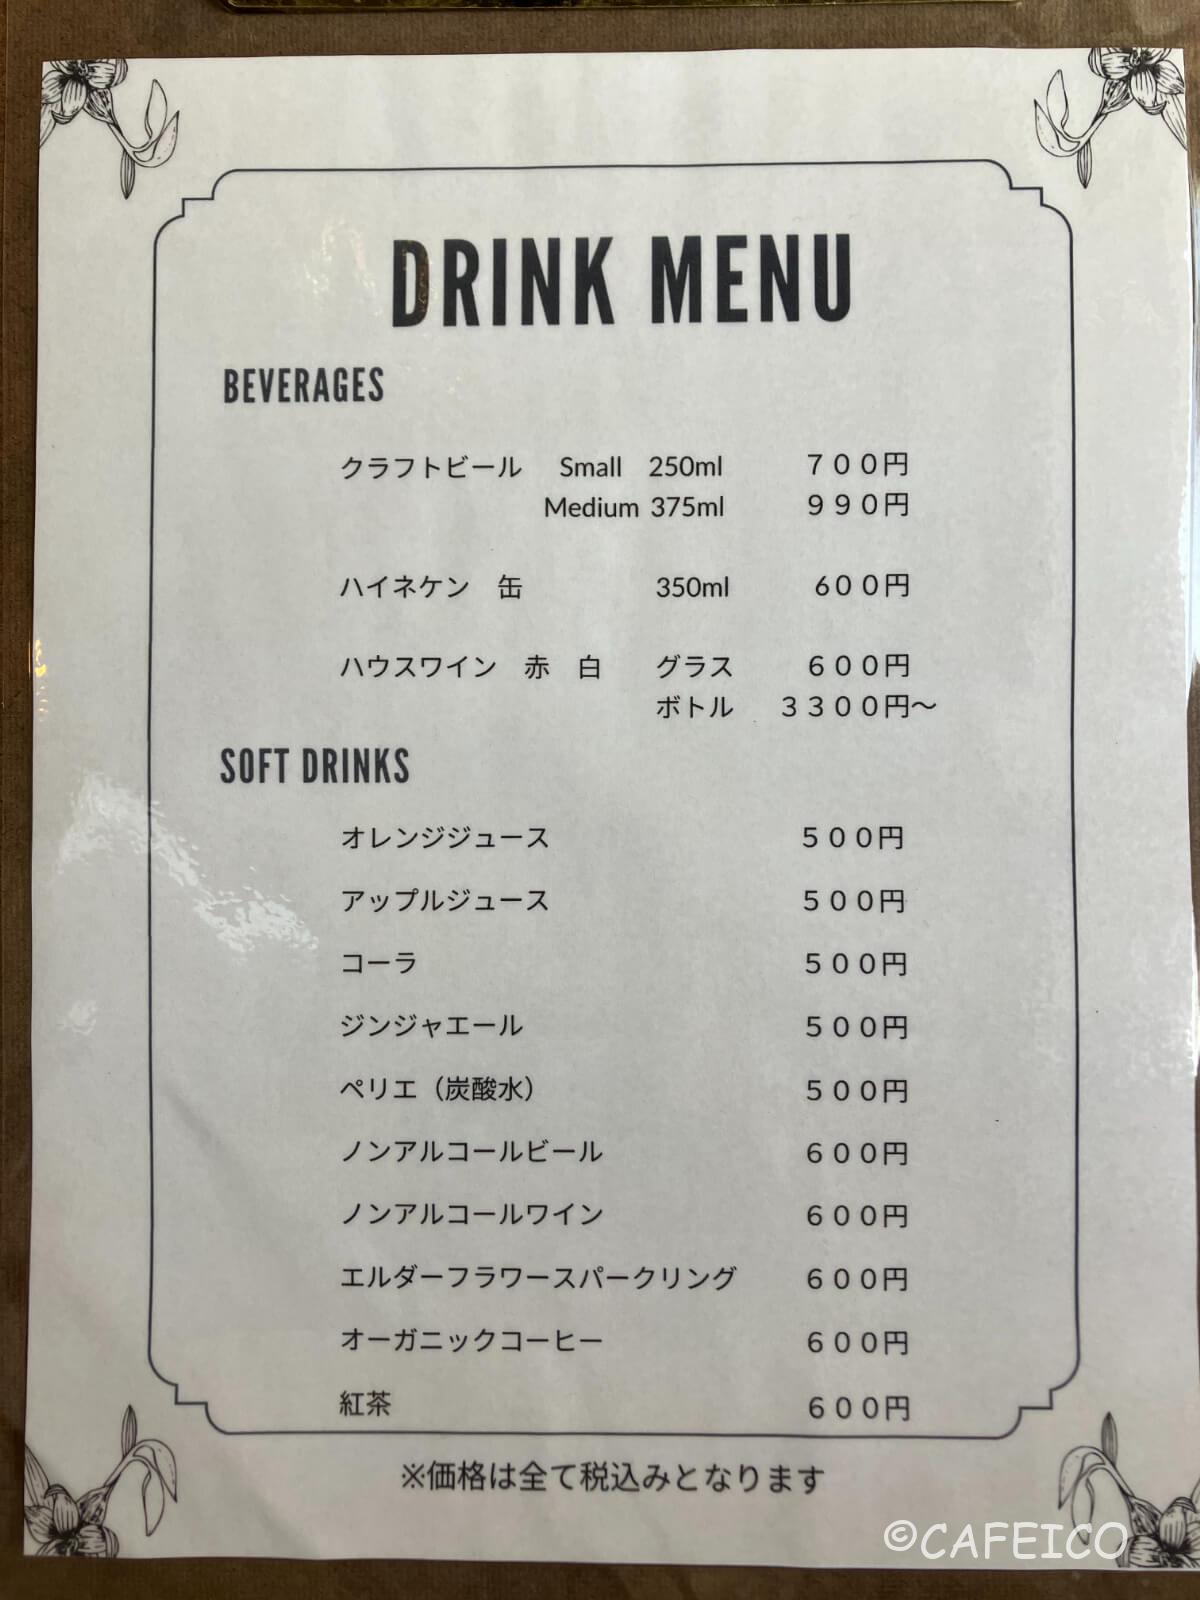 DRINK MENU
BEVERAGES
クラフトビール Small 250ml ７００円
Medium 375ml ９９０円
ハイネケン 缶 350ml ６００円
ハウスワイン 赤 白 グラス ６００円
ボトル ３３００円～
SOFT DRINKS
オレンジジュース ５００円
アップルジュース ５００円
コーラ ５００円
ジンジャエール ５００円
ペリエ（炭酸水） ５００円
ノンアルコールビール ６００円
ノンアルコールワイン ６００円
エルダーフラワースパークリング ６００円
オーガニックコーヒー ６００円
紅茶 ６００円
※価格は全て税込みとなります
©CAFEICO